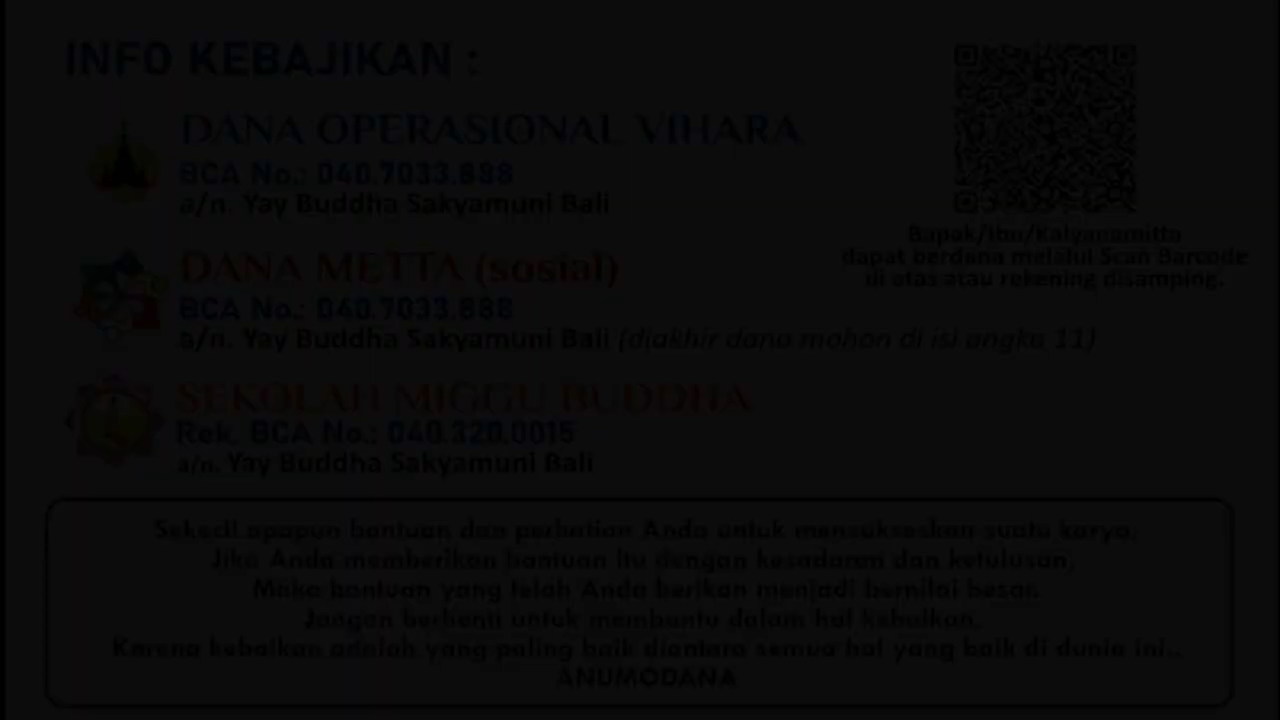 INFO KEBAJIKAN :
DANA OPERASIONAL VIHARA
BCA No.: 040.7033.888
a/n. Yay Buddha Sakyamuni Bali
Bapak/Ibu/Kalyanamitta
dapat berdana melalui Scan Barcode
di atas atau rekening disamping.
DANA METTA (sosial)
BCA No.: 040.7033.888
a/n. Yay Buddha Sakyamuni Bali (diakhir dana mohon di isi angka 11)
SEKOLAH MIGGU BUDDHA
Rek. BCA No.: 040.320.0015
a/n. Yay Buddha Sakyamuni Bali
Sekecil apapun bantuan dan perhatian Anda untuk mensukseskan suatu karya,
Jika Anda memberikan bantuan itu dengan kesadaran dan ketulusan,
Maka bantuan yang telah Anda berikan menjadi bernilai besar.
Jangan berhenti untuk membantu dalam hal kebaikan,
Karena kebaikan adalah yang paling baik diantara semua hal yang baik di dunia ini..
ANUMODANA